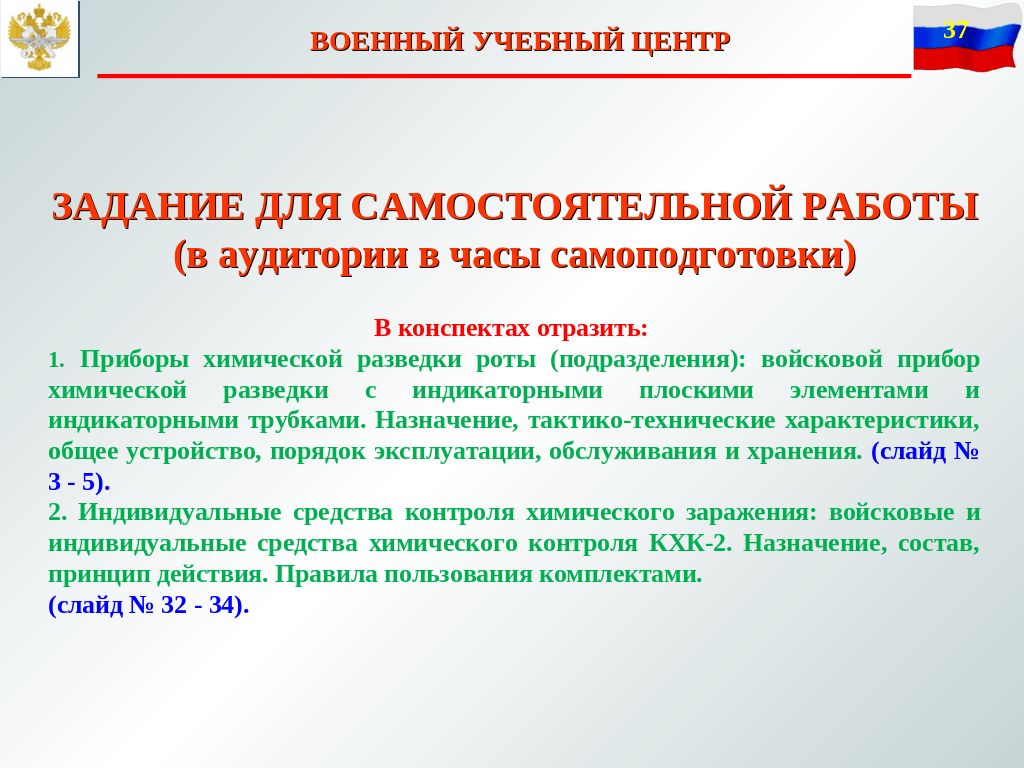 ВОЕННЫЙ УЧЕБНЫЙ ЦЕНТР
37
ЗАДАНИЕ ДЛЯ САМОСТОЯТЕЛЬНОЙ РАБОТЫ
(в аудитории в часы самоподготовки)
В конспектах отразить:
1. Приборы химической разведки роты (подразделения): войсковой прибор
химической разведки с индикаторными плоскими элементами и
индикаторными трубками. Назначение, тактико-технические характеристики,
общее устройство, порядок эксплуатации, обслуживания и хранения. (слайд №
3 - 5).
2. Индивидуальные средства контроля химического заражения: войсковые и
индивидуальные средства химического контроля КХК-2. Назначение, состав,
принцип действия. Правила пользования комплектами.
(слайд № 32 - 34).